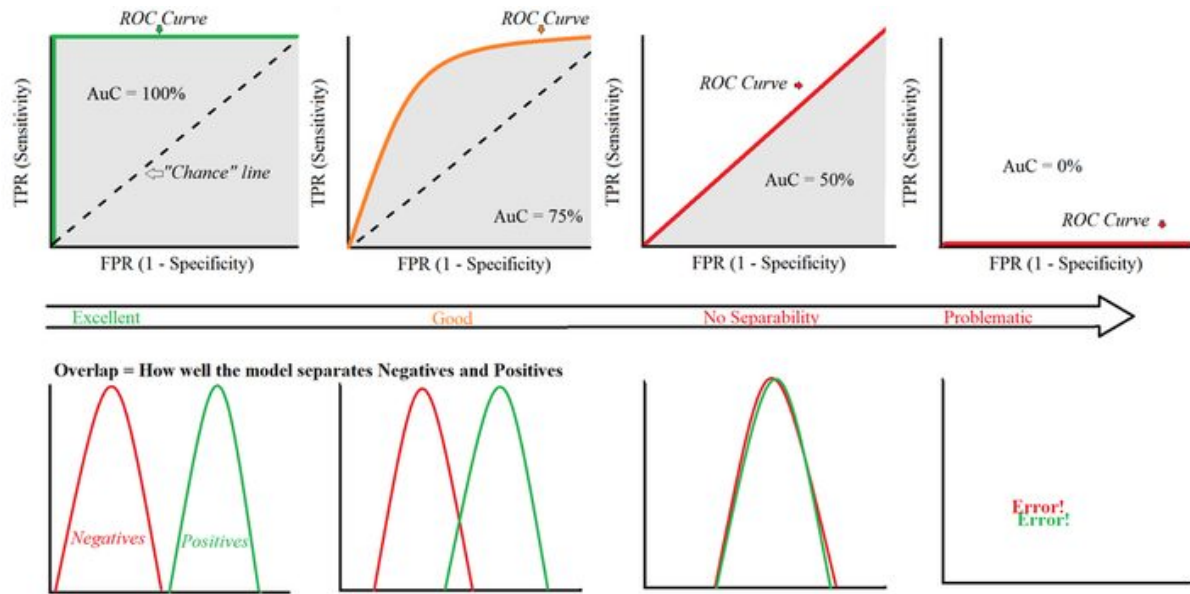 ROC Curve
TPR (Sensitivity)
AuC = 100%
"Chance" line
FPR (1 - Specificity)
ROC Curve
TPR (Sensitivity)
AuC = 75%
FPR (1 - Specificity)
ROC Curve
TPR (Sensitivity)
AuC = 50%
FPR (1 - Specificity)
TPR (Sensitivity)
AuC = 0%
ROC Curve
FPR (1 - Specificity)
Excellent
Good
No Separability
Problematic
Overlap = How well the model separates Negatives and Positives
Negatives
Positives
Error!
Error!